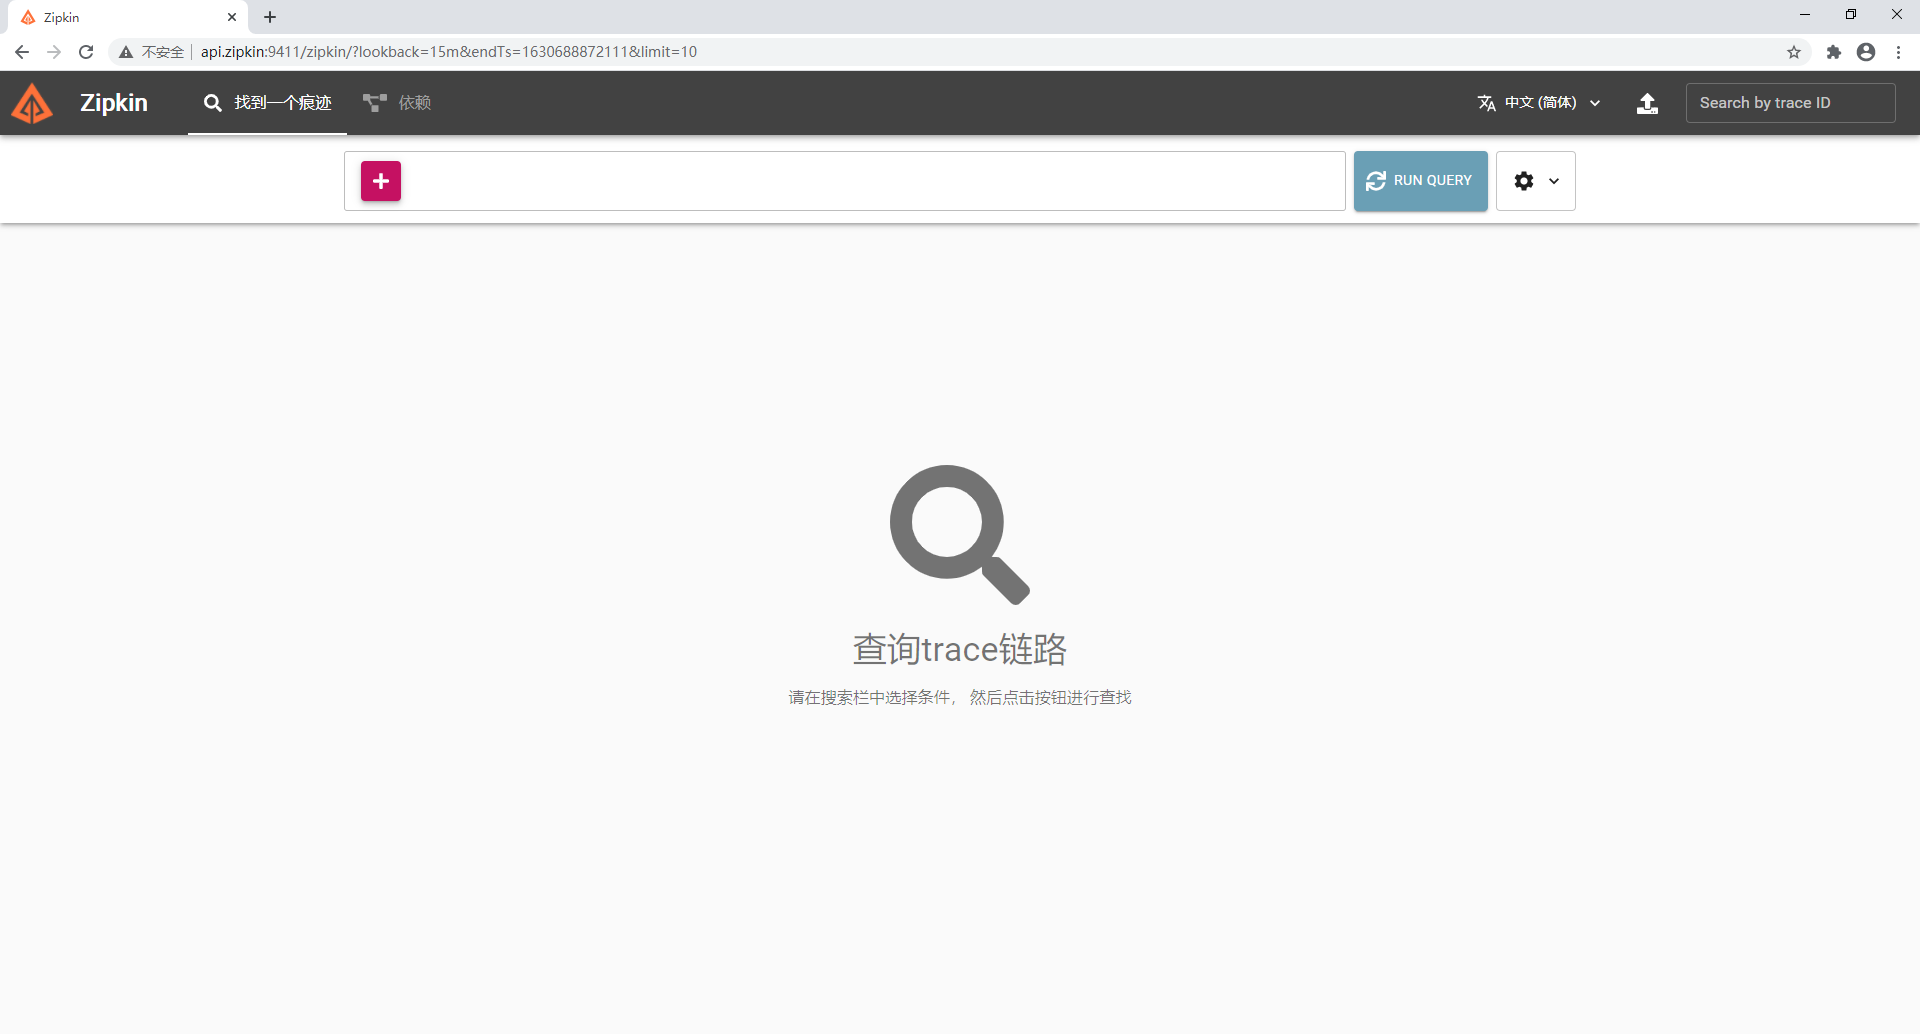 Zipkin
不安全 api.zipkin:9411/zipkin/?lookback=15m&endTs=1630688872111&limit=10
Zipkin 找到一个痕迹 依赖 中文 (简体) Search by trace ID
RUN QUERY
查询trace链路
请在搜索栏中选择条件， 然后点击按钮进行查找